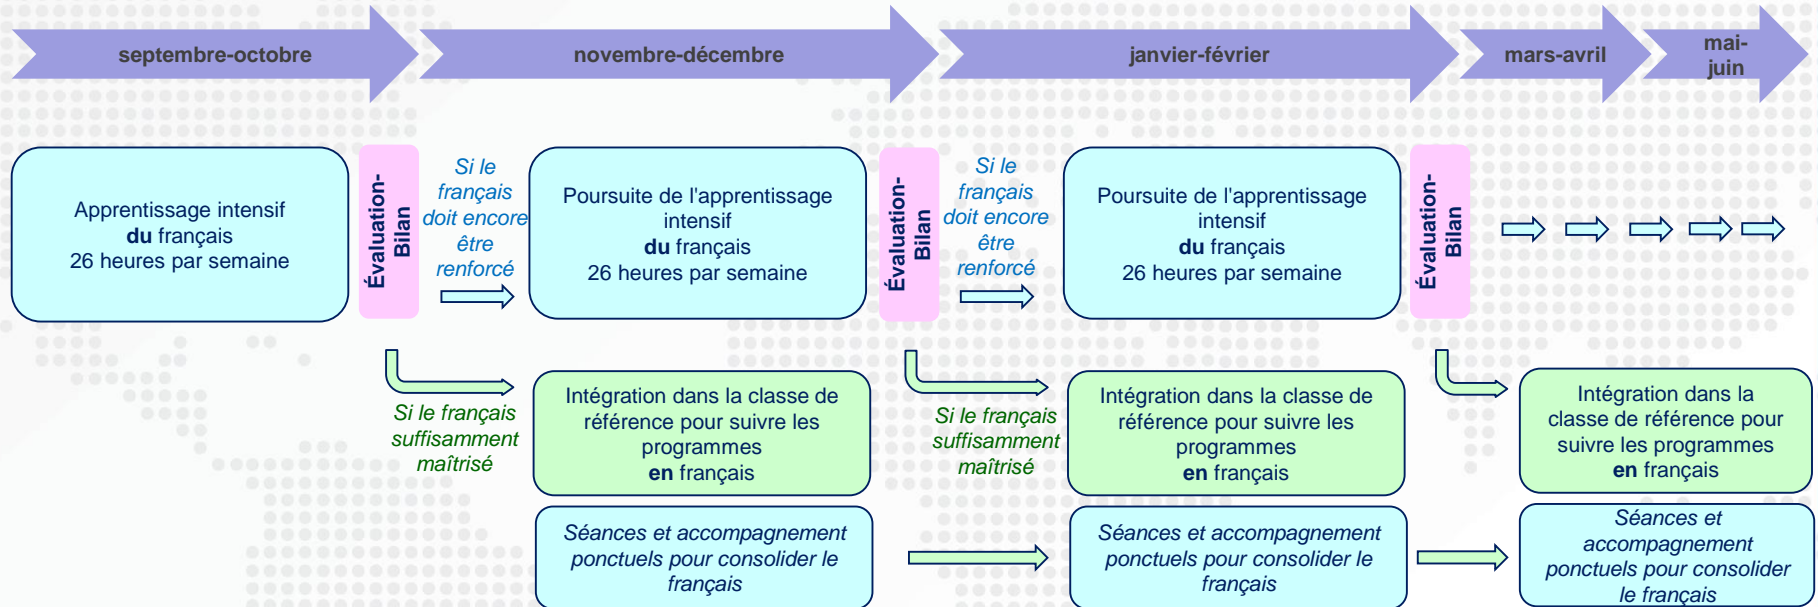 septembre-octobre
novembre-décembre
janvier-février
mars-avril
mai-
juin
Apprentissage intensif
du français
26 heures par semaine
Évaluation-
Bilan
Si le
français
doit encore
être
renforcé
Poursuite de l'apprentissage
intensif
du français
26 heures par semaine
Évaluation-
Bilan
Si le
français
doit encore
être
renforcé
Poursuite de l'apprentissage
intensif
du français
26 heures par semaine
Évaluation-
Bilan
Si le français
suffisamment
maîtrisé
Intégration dans la classe de
référence pour suivre les
programmes
en français
Si le français
suffisamment
maîtrisé
Intégration dans la classe de
référence pour suivre les
programmes
en français
Intégration dans la
classe de référence pour
suivre les programmes
en français
Séances et accompagnement
ponctuels pour consolider le
français
Séances et accompagnement
ponctuels pour consolider le
français
Séances et
accompagnement
ponctuels pour consolider
le français